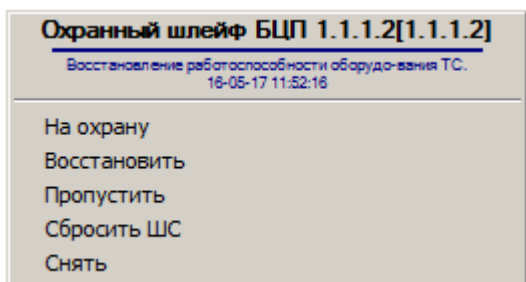 Охранный шлейф БЦП 1.1.1.2[1.1.1.2]
Восстановление работоспособности оборудо-вания ТС.
16-05-17 11:52:16
На охрану
Восстановить
Пропустить
Сбросить ШС
Снять